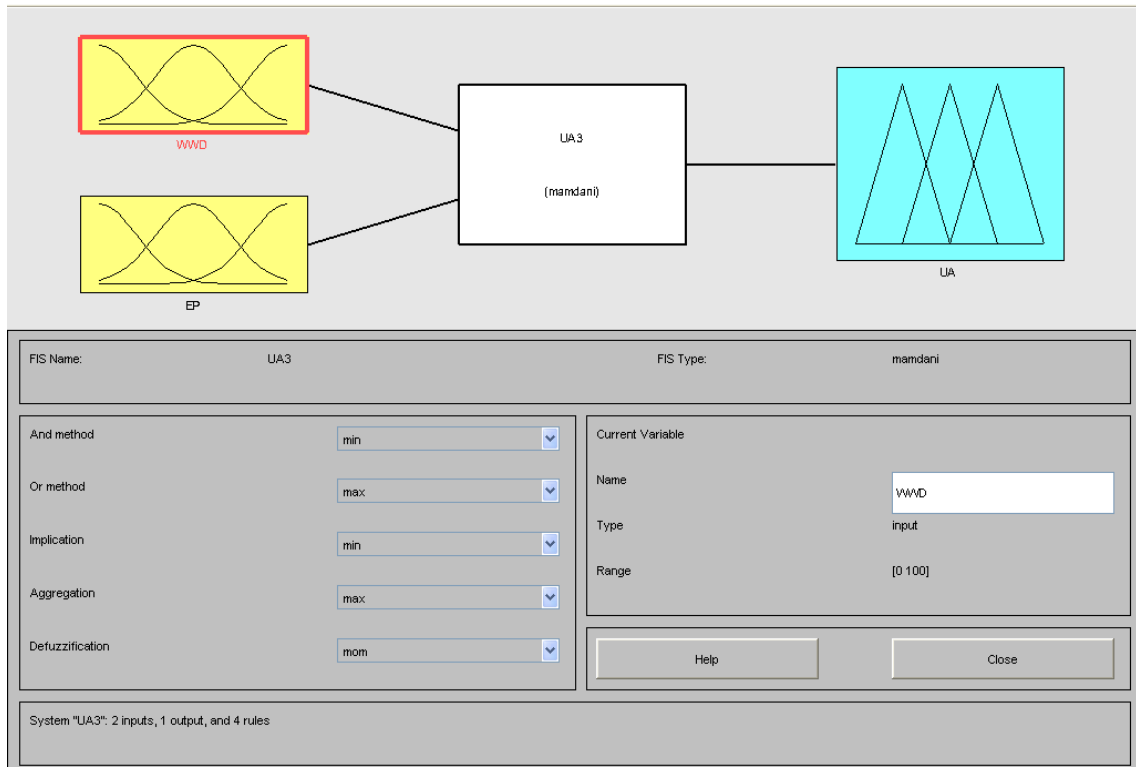 WWD
UA3
(mamdani)
EP
UA
FIS Name: UA3 FIS Type: mamdani
And method min
Or method max
Implication min
Aggregation max
Defuzzification mom
Current Variable
Name WWD
Type input
Range [0 100]
Help Close
System "UA3": 2 inputs, 1 output, and 4 rules